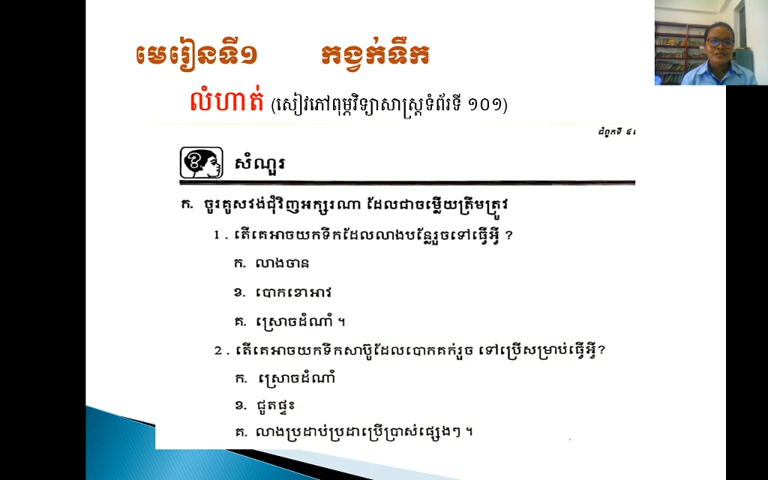 មេរៀនទី១ កង្វក់ទឹក
លំហាត់ (សៀវភៅពុម្ពវិទ្យាសាស្ត្រទំព័រទី ១០១)
ជំពូកទី ៤៖
សំណួរ
ក. ចូរគូសវង់ជុំវិញអក្សរណា ដែលជាចម្លើយត្រឹមត្រូវ
1 . តើគេអាចយកទឹកដែលលាងបន្លែរួចទៅធ្វើអ្វី ?
ក. លាងចាន
ខ. បោកខោអាវ
គ. ស្រោចដំណាំ ។
2 . តើគេអាចយកទឹកសាប៊ូដែលបោកគក់រួច ទៅប្រើសម្រាប់ធ្វើអ្វី?
ក. ស្រោចដំណាំ
ខ. ជូតផ្ទះ
គ. លាងប្រដាប់ប្រដាប្រើប្រាស់ផ្សេងៗ ។